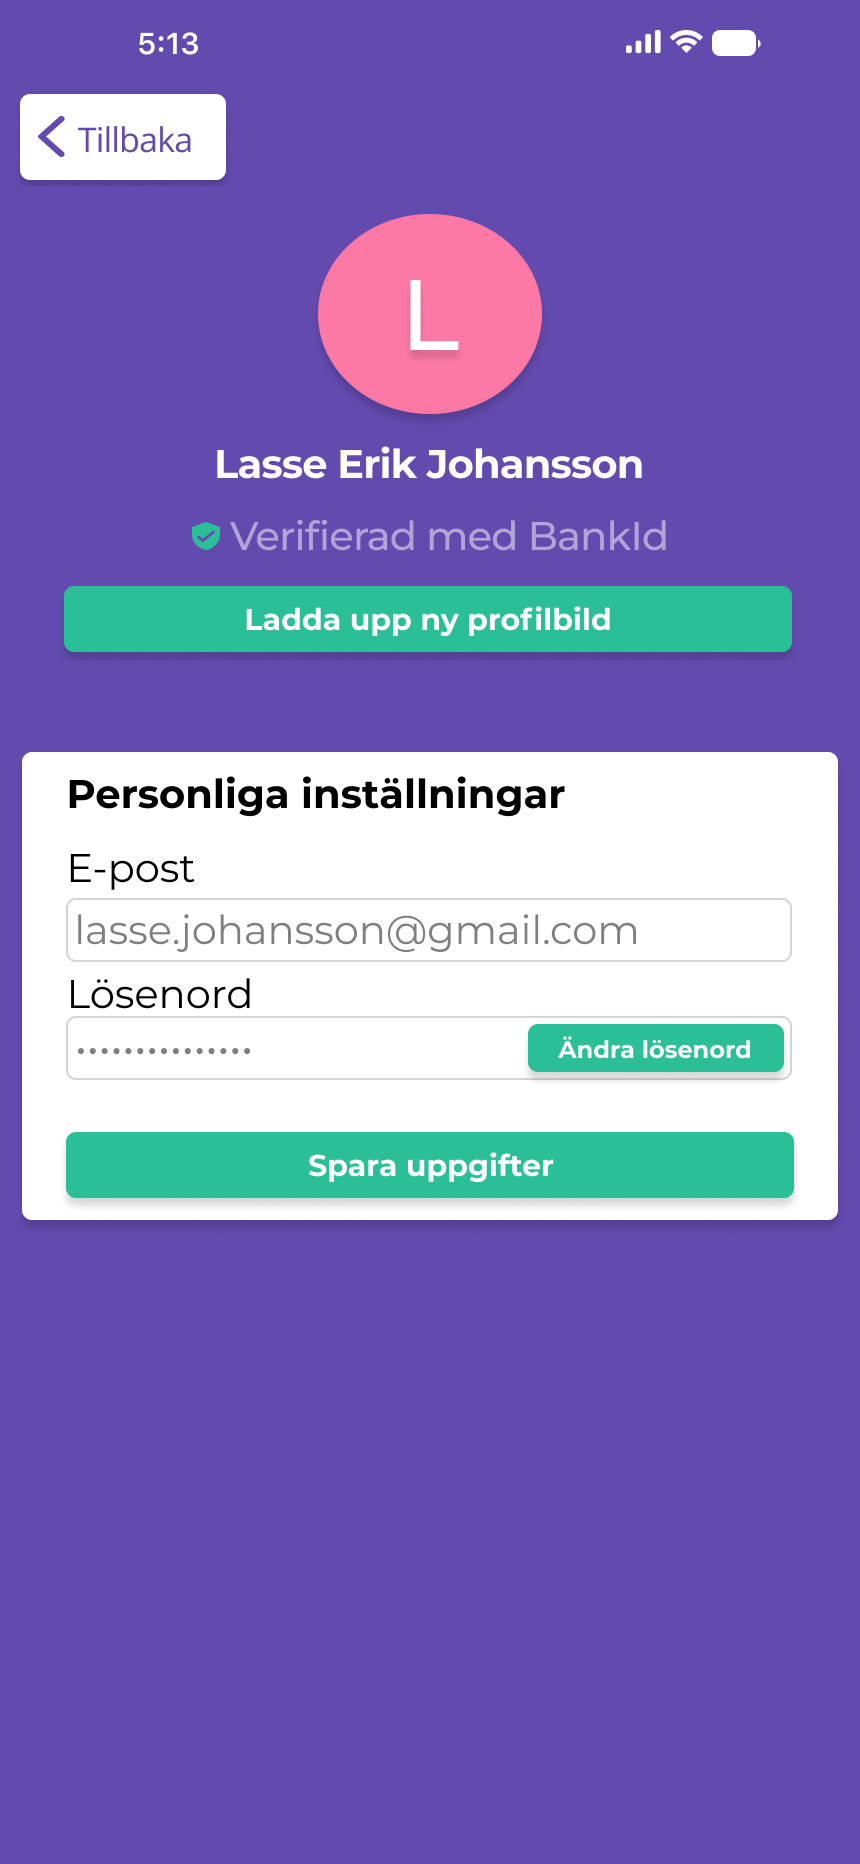 5:13
Tillbaka
L
Lasse Erik Johansson
Verifierad med BankId
Ladda upp ny profilbild
Personliga inställningar
E-post
lasse.johansson@gmail.com
Lösenord
•••••••••••••••
Ändra lösenord
Spara uppgifter